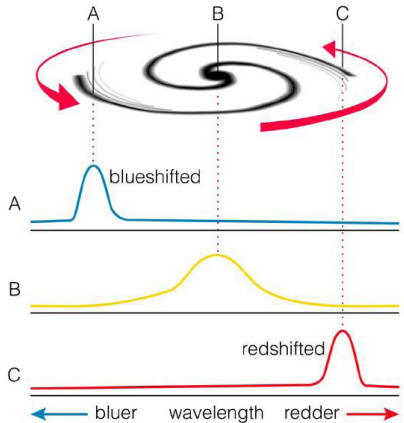 A B C
blueshifted
A
B
redshifted
C
bluer wavelength redder